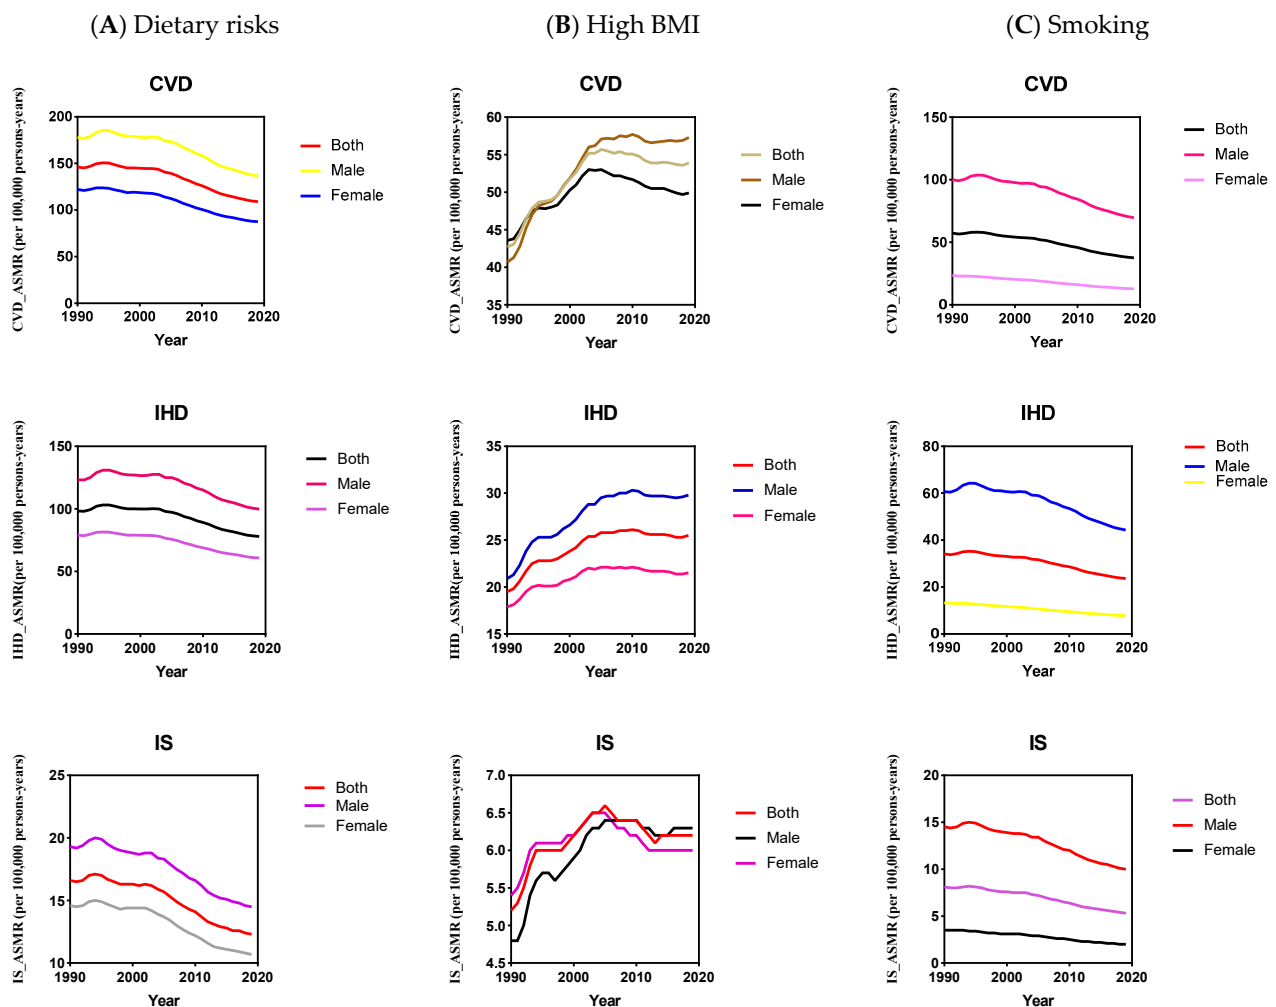 (A) Dietary risks
(B) High BMI
(C) Smoking
CVD
CVD_ASMR (per 100,000 persons-years)
200
150
100
50
0
1990 2000 2010 2020
Year
Both
Male
Female
CVD
CVD_ASMR (per 100,000 persons-years)
60
55
50
45
40
35
1990 2000 2010 2020
Year
Both
Male
Female
CVD
CVD_ASMR (per 100,000 persons-years)
150
100
50
0
1990 2000 2010 2020
Year
Both
Male
Female
IHD
IHD_ASMR(per 100,000 persons-years)
150
100
50
0
1990 2000 2010 2020
Year
Both
Male
Female
IHD
IHD_ASMR(per 100,000 persons-years)
35
30
25
20
15
1990 2000 2010 2020
Year
Both
Male
Female
IHD
IHD_ASMR(per 100,000 persons-years)
80
60
40
20
0
1990 2000 2010 2020
Year
Both
Male
Female
IS
IS_ASMR (per 100,000 persons-years)
25
20
15
10
1990 2000 2010 2020
Year
Both
Male
Female
IS
IS_ASMR (per 100,000 persons-years)
7.0
6.5
6.0
5.5
5.0
4.5
1990 2000 2010 2020
Year
Both
Male
Female
IS
IS_ASMR (per 100,000 persons-years)
20
15
10
5
0
1990 2000 2010 2020
Year
Both
Male
Female